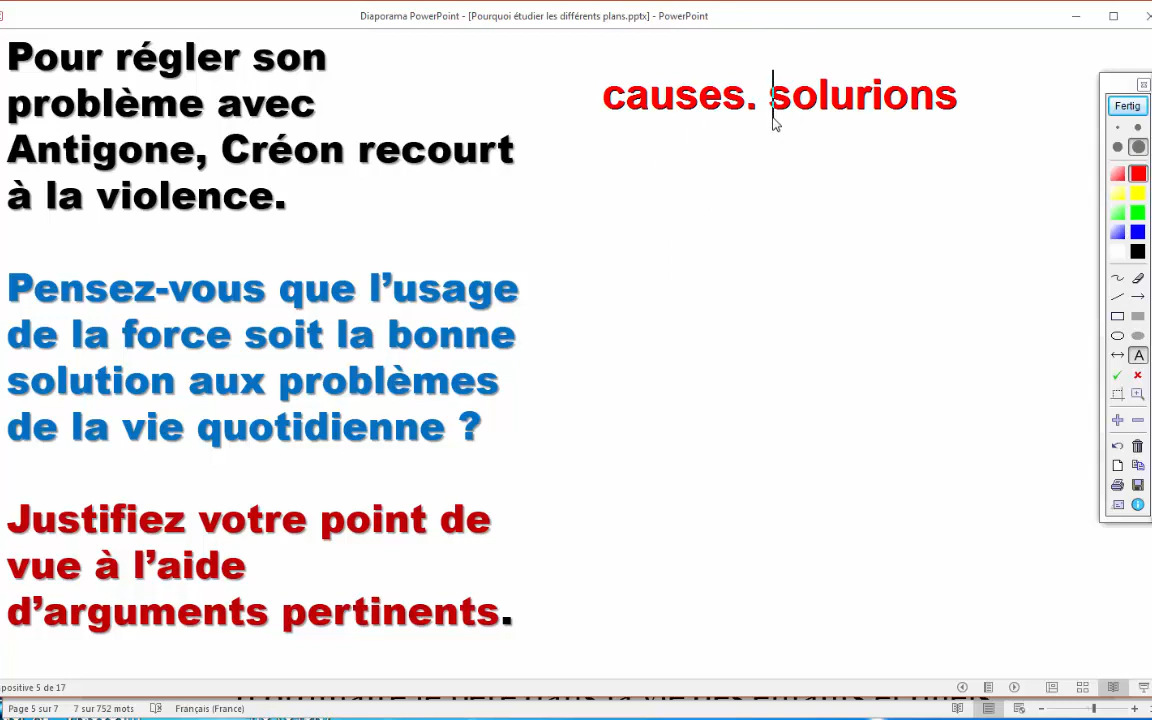 Diaporama PowerPoint - [Pourquoi étudier les différents plans.pptx] - PowerPoint
Pour régler son
problème avec
Antigone, Créon recourt
à la violence.
Pensez-vous que l’usage
de la force soit la bonne
solution aux problèmes
de la vie quotidienne ?
Justifiez votre point de
vue à l’aide
d’arguments pertinents.
causes. solurions
Fertig
A
positive 5 de 17
Page 5 sur 7 7 sur 752 mots Français (France)